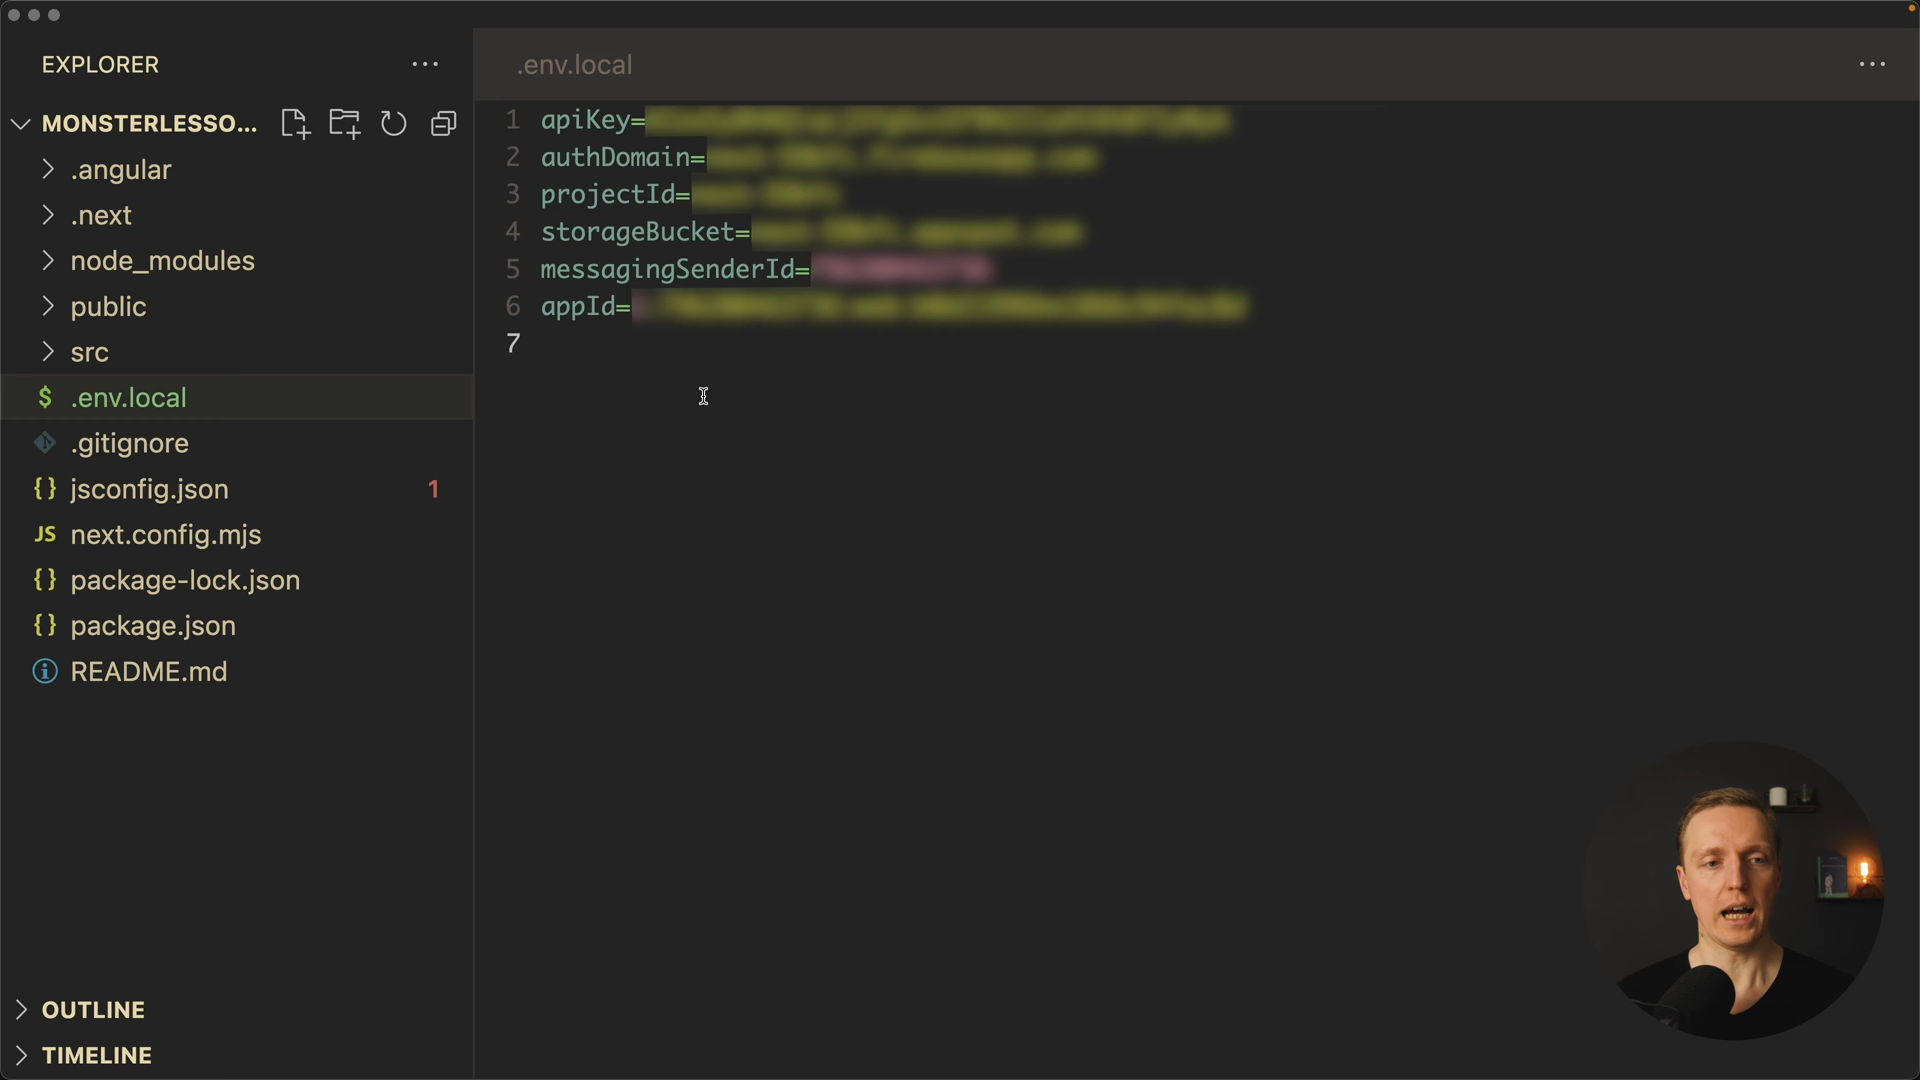 EXPLORER
MONSTERLESSO...
.angular
.next
node_modules
public
src
$ .env.local
.gitignore
{} jsconfig.json 1
JS next.config.mjs
{} package-lock.json
{} package.json
README.md
OUTLINE
TIMELINE
.env.local
1 apiKey=
2 authDomain=
3 projectId=
4 storageBucket=
5 messagingSenderId=
6 appId=
7